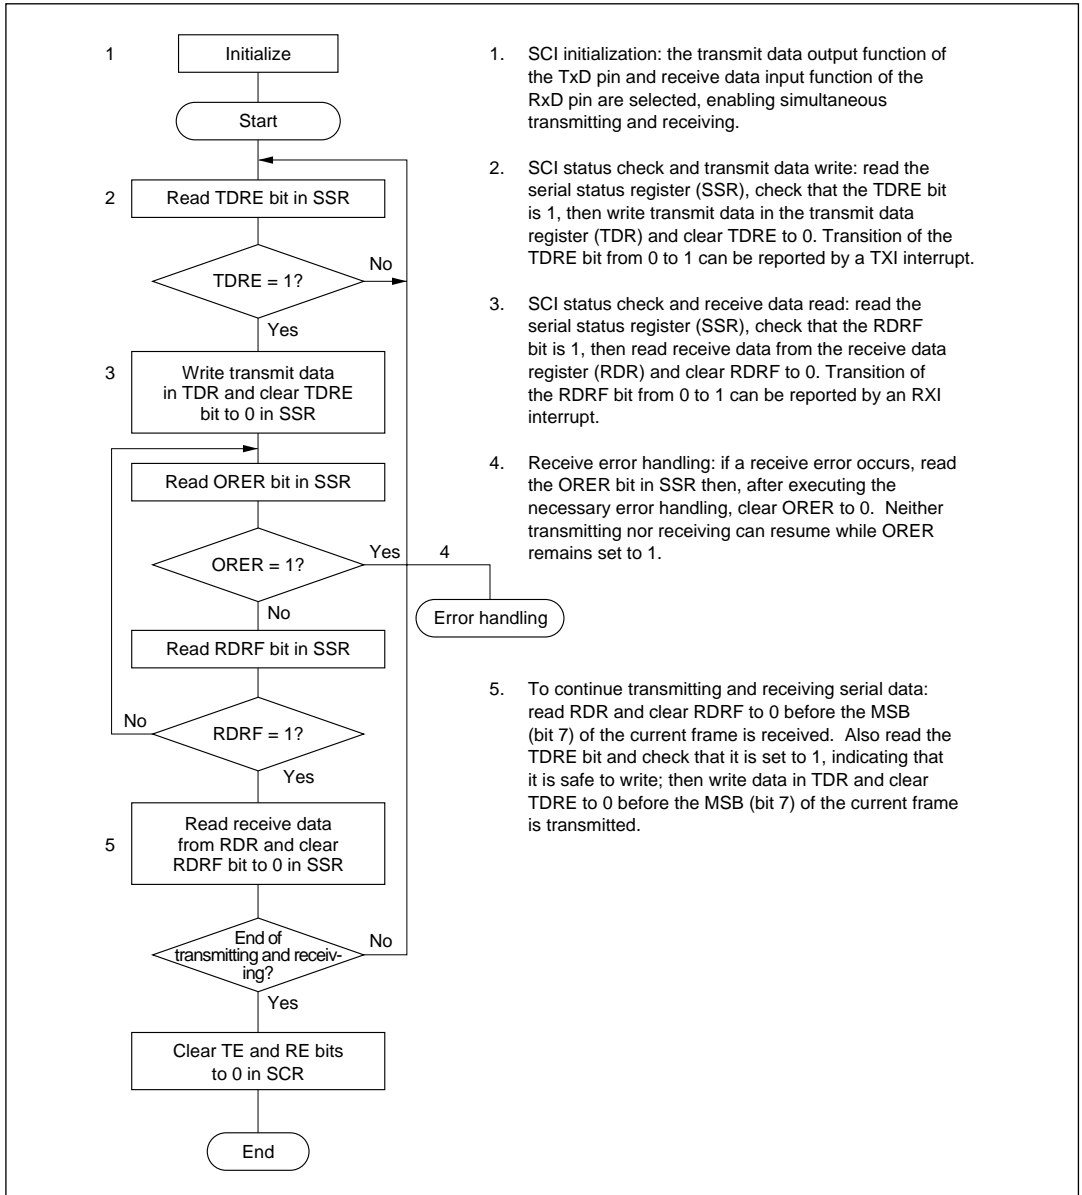 1
Initialize
Start
2
Read TDRE bit in SSR
TDRE = 1?
No
Yes
3
Write transmit data
in TDR and clear TDRE
bit to 0 in SSR
Read ORER bit in SSR
ORER = 1?
Yes
4
Error handling
No
Read RDRF bit in SSR
No
RDRF = 1?
Yes
5
Read receive data
from RDR and clear
RDRF bit to 0 in SSR
End of
transmitting and receiv-
ing?
No
Yes
Clear TE and RE bits
to 0 in SCR
End
1. SCI initialization: the transmit data output function of
the TxD pin and receive data input function of the
RxD pin are selected, enabling simultaneous
transmitting and receiving.
2. SCI status check and transmit data write: read the
serial status register (SSR), check that the TDRE bit
is 1, then write transmit data in the transmit data
register (TDR) and clear TDRE to 0. Transition of the
TDRE bit from 0 to 1 can be reported by a TXI interrupt.
3. SCI status check and receive data read: read the
serial status register (SSR), check that the RDRF
bit is 1, then read receive data from the receive data
register (RDR) and clear RDRF to 0. Transition of
the RDRF bit from 0 to 1 can be reported by an RXI
interrupt.
4. Receive error handling: if a receive error occurs, read
the ORER bit in SSR then, after executing the
necessary error handling, clear ORER to 0. Neither
transmitting nor receiving can resume while ORER
remains set to 1.
5. To continue transmitting and receiving serial data:
read RDR and clear RDRF to 0 before the MSB
(bit 7) of the current frame is received. Also read the
TDRE bit and check that it is set to 1, indicating that
it is safe to write; then write data in TDR and clear
TDRE to 0 before the MSB (bit 7) of the current frame
is transmitted.